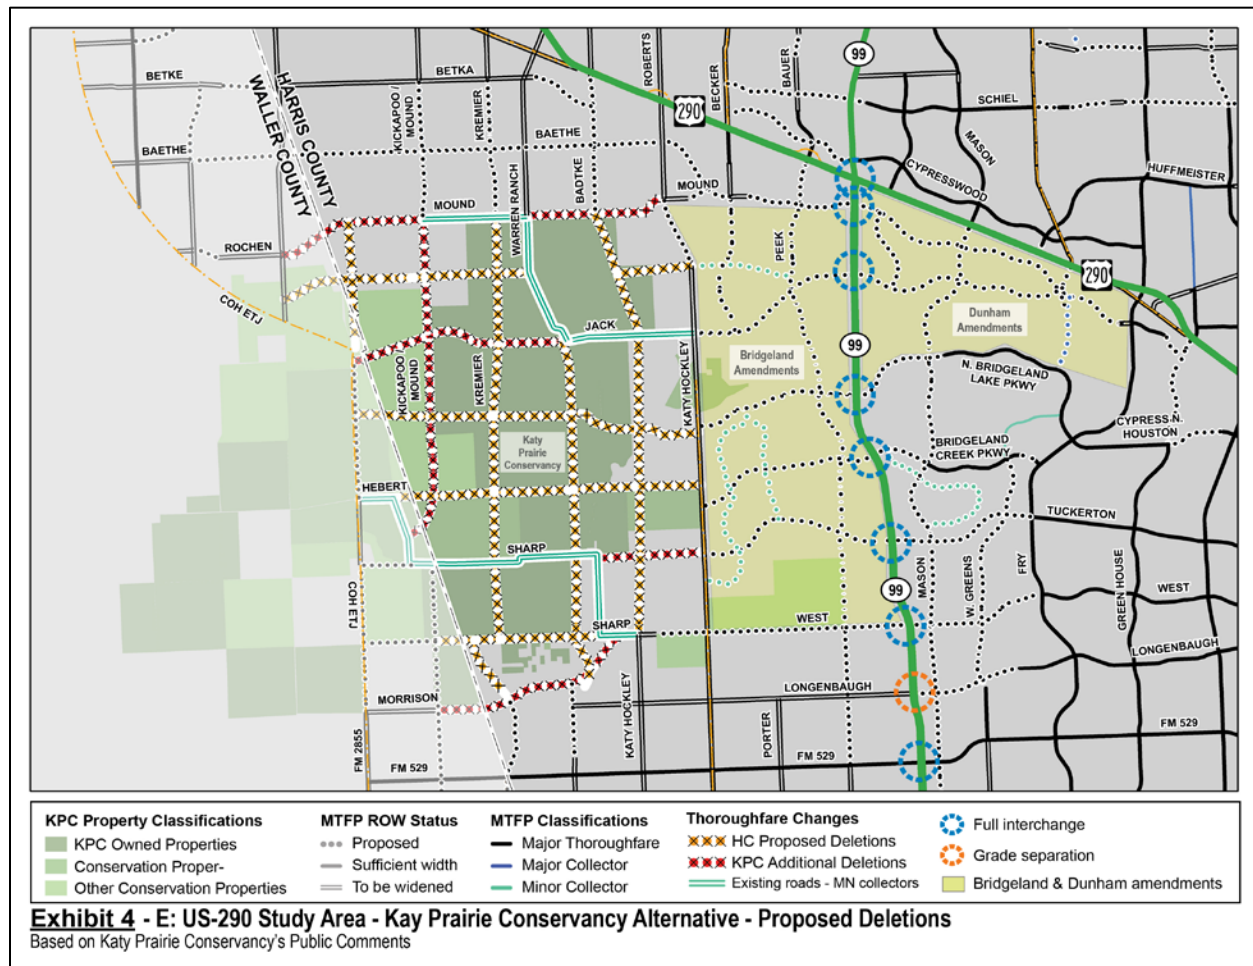 BETKE
HARRIS COUNTY
WALLER COUNTY
BETKA
KICKAPOO / MOUND
KREMIER
BAETHE
BADTKE
ROBERTS
BECKER
BAUER
99
290
SCHIEL
MASON
CYPRESSWOOD
HUFFMEISTER
BAETHE
MOUND
WARREN RANCH
MOUND
PEEK
ROCHEN
COH ETJ
290
JACK
Dunham
Amendments
99
Bridgeland
Amendments
KICKAPOO /
MOUND
KREMIER
KATY HOCKLEY
N. BRIDGELAND
LAKE PKWY
CYPRESS N.
HOUSTON
Katy
Prairie
Conservancy
BRIDGELAND
CREEK PKWY
HEBERT
TUCKERTON
SHARP
COH ETJ
99
MASON
W. GREENS
FRY
GREEN HOUSE
WEST
SHARP
WEST
LONGENBAUGH
MORRISON
LONGENBAUGH
FM 2855
KATY HOCKLEY
PORTER
FM 529
FM 529
FM 529
KPC Property Classifications
KPC Owned Properties
Conservation Proper-
Other Conservation Properties
MTFP ROW Status
Proposed
Sufficient width
To be widened
MTFP Classifications
Major Thoroughfare
Major Collector
Minor Collector
Thoroughfare Changes
HC Proposed Deletions
KPC Additional Deletions
Existing roads - MN collectors
Full interchange
Grade separation
Bridgeland & Dunham amendments
Exhibit 4 - E: US-290 Study Area - Kay Prairie Conservancy Alternative - Proposed Deletions
Based on Katy Prairie Conservancy's Public Comments